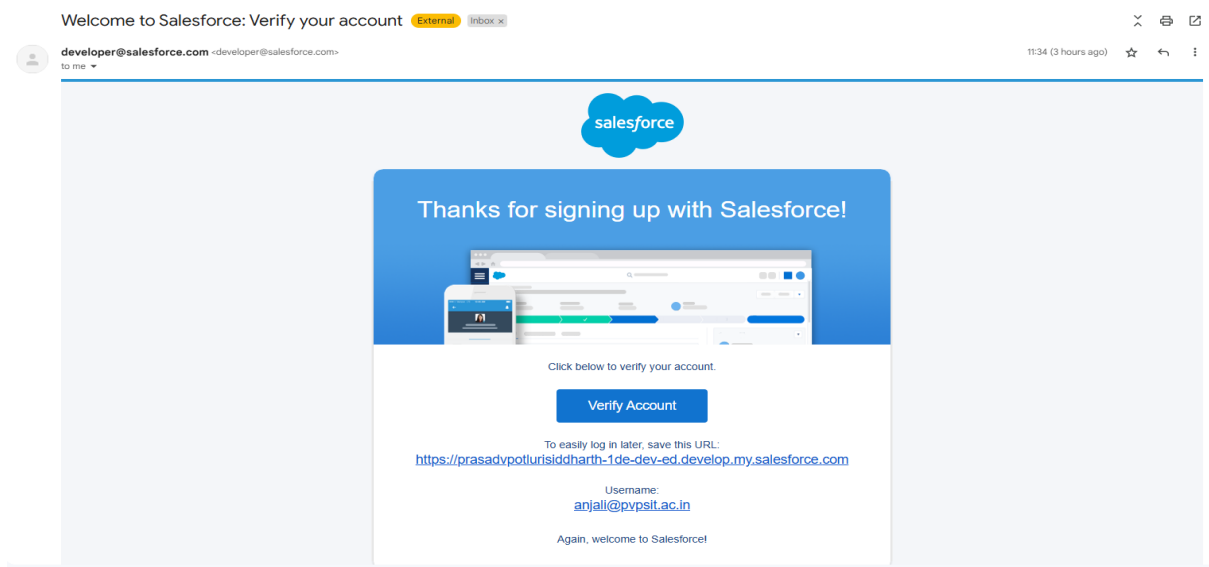 Welcome to Salesforce: Verify your account External Inbox ×
developer@salesforce.com <developer@salesforce.com> 11:34 (3 hours ago)
to me
salesforce
Thanks for signing up with Salesforce!
Click below to verify your account.
Verify Account
To easily log in later, save this URL:
https://prasadvpotlurisiddharth-1de-dev-ed.develop.my.salesforce.com
Username:
anjali@pvpsit.ac.in
Again, welcome to Salesforce!